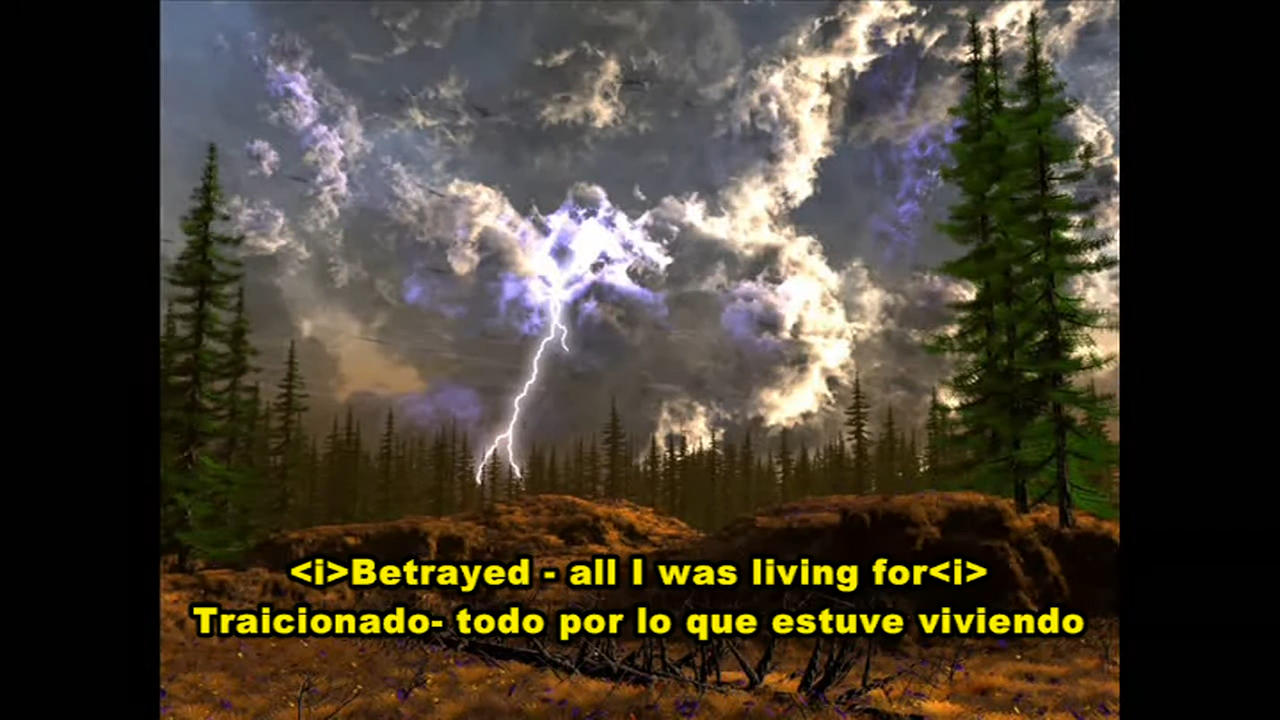 <i>Betrayed - all I was living for<i>
Traicionado- todo por lo que estuve viviendo